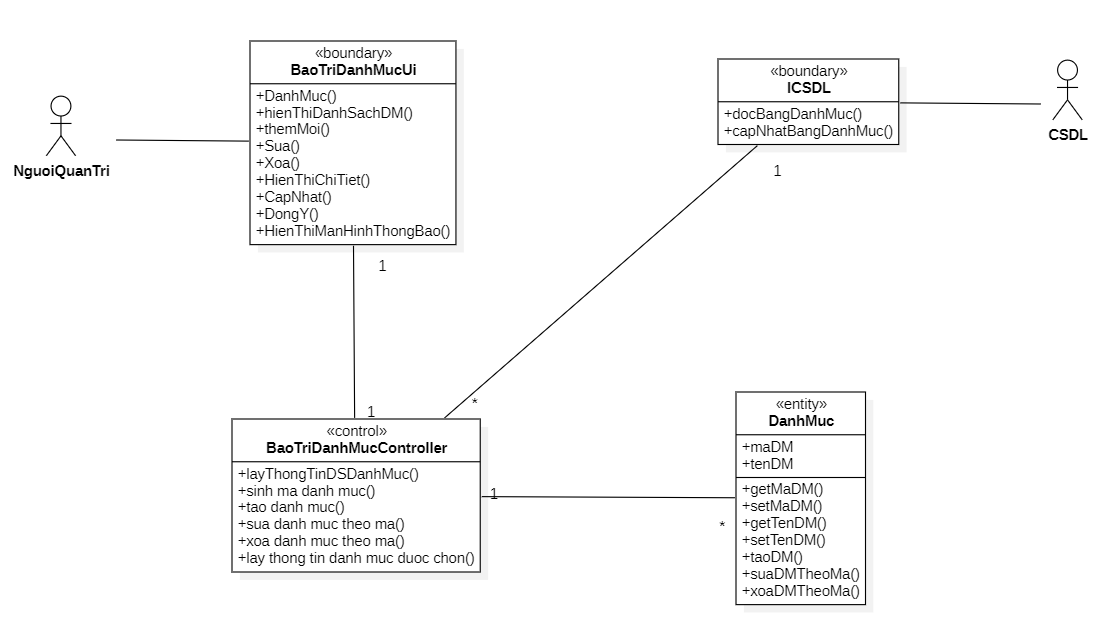 «boundary»
BaoTriDanhMucUi
+DanhMuc()
+hienThiDanhSachDM()
+themMoi()
+Sua()
+Xoa()
+HienThiChiTiet()
+CapNhat()
+DongY()
+HienThiManHinhThongBao()
NguoiQuanTri
«boundary»
ICSDL
+docBangDanhMuc()
+capNhatBangDanhMuc()
CSDL
1
1
1
*
«control»
BaoTriDanhMucController
+layThongTinDSDanhMuc()
+sinh ma danh muc()
+tao danh muc()
+sua danh muc theo ma()
+xoa danh muc theo ma()
+lay thong tin danh muc duoc chon()
1
*
«entity»
DanhMuc
+maDM
+tenDM
+getMaDM()
+setMaDM()
+getTenDM()
+setTenDM()
+taoDM()
+suaDMTheoMa()
+xoaDMTheoMa()